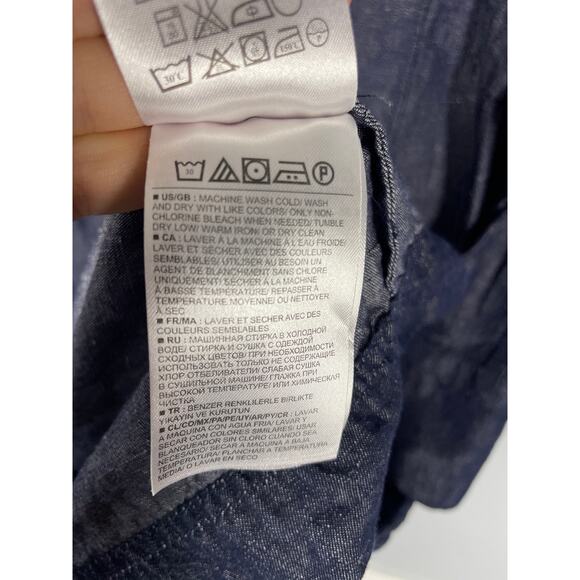 30°C
150°C
P
30
P
■ US/GB : MACHINE WASH COLD/ WASH
AND DRY WITH LIKE COLORS/ ONLY NON-
CHLORINE BLEACH WHEN NEEDED/ TUMBLE
DRY LOW/ WARM IRON/ OR DRY CLEAN
■ CA : LAVER À LA MACHINE À L'EAU FROIDE/
LAVER ET SÉCHER AVEC DES COULEURS
SEMBLABLES/ UTILISER AU BESOIN UN
AGENT DE BLANCHIMENT SANS CHLORE
UNIQUEMENT/ SÉCHER À LA MACHINE
À BASSE TEMPÉRATURE/ REPASSER À
TEMPÉRATURE MOYENNE/ OU NETTOYER
À SEC
■ FR/MA : LAVER ET SÉCHER AVEC DES
COULEURS SEMBLABLES
■ RU : МАШИННАЯ СТИРКА В ХОЛОДНОЙ
ВОДЕ/ СТИРКА И СУШКА С ОДЕЖДОЙ
СХОДНЫХ ЦВЕТОВ/ ПРИ НЕОБХОДИМОСТИ
ИСПОЛЬЗОВАТЬ ТОЛЬКО НЕ СОДЕРЖАЩИЕ
ХЛОР ОТБЕЛИВАТЕЛИ/ СЛАБАЯ СУШКА
В СУШИЛЬНОЙ МАШИНЕ/ ГЛАЖКА ПРИ
ВЫСОКОЙ ТЕМПЕРАТУРЕ/ ИЛИ ХИМИЧЕСКАЯ
ЧИСТКА
■ TR : BENZER RENKLILERLE BIRLIKTE
YIKAYIN VE KURUTUN
■ CL/CO/MX/PA/PE/UY/AR/PY/CR : LAVAR
A MAQUINA CON AGUA FRIA/ LAVAR Y
SECAR CON COLORES SIMILARES/ USAR
BLANQUEADOR SIN CLORO CUANDO SEA
NECESARIO/ SECAR A MAQUINA A BAJA
TEMPERATURA/ PLANCHAR A TEMPERATURA
MEDIA/ O LAVAR EN SECO